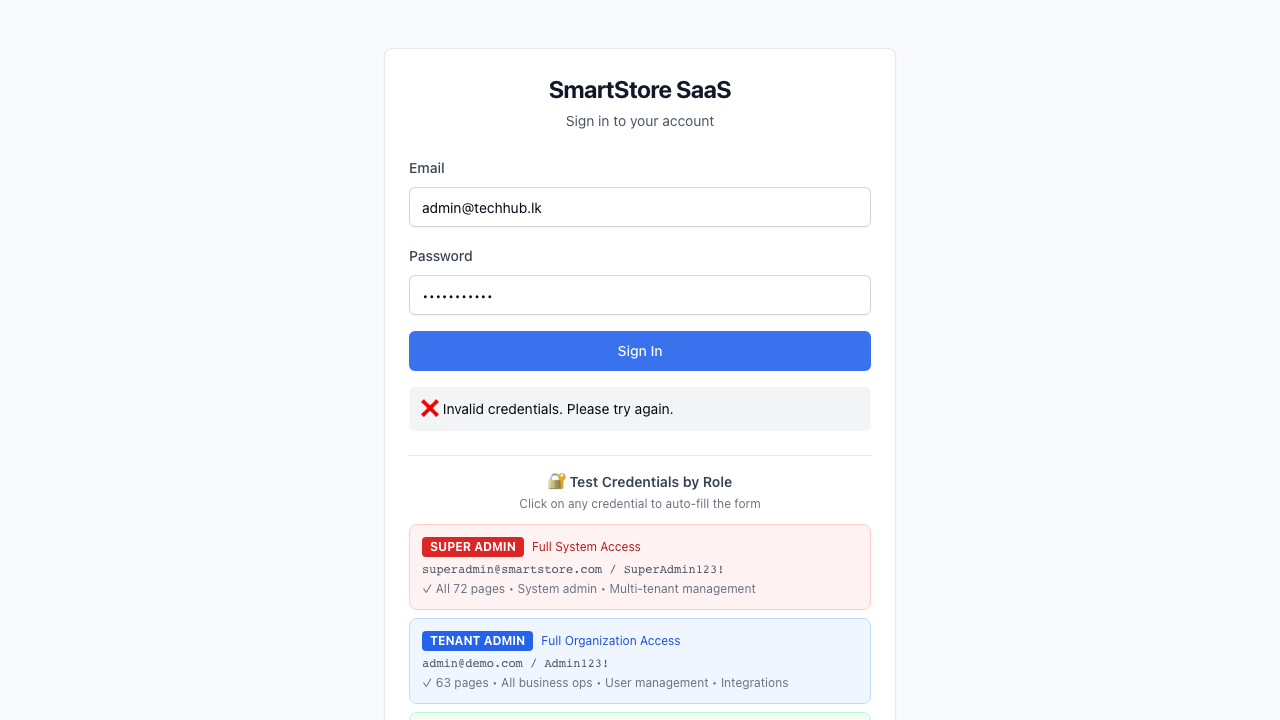 SmartStore SaaS
Sign in to your account
Email
admin@techhub.lk
Password
•••••••••••
Sign In
❌ Invalid credentials. Please try again.
🔐 Test Credentials by Role
Click on any credential to auto-fill the form
SUPER ADMIN Full System Access
superadmin@smartstore.com / SuperAdmin123!
✓ All 72 pages • System admin • Multi-tenant management
TENANT ADMIN Full Organization Access
admin@demo.com / Admin123!
✓ 63 pages • All business ops • User management • Integrations